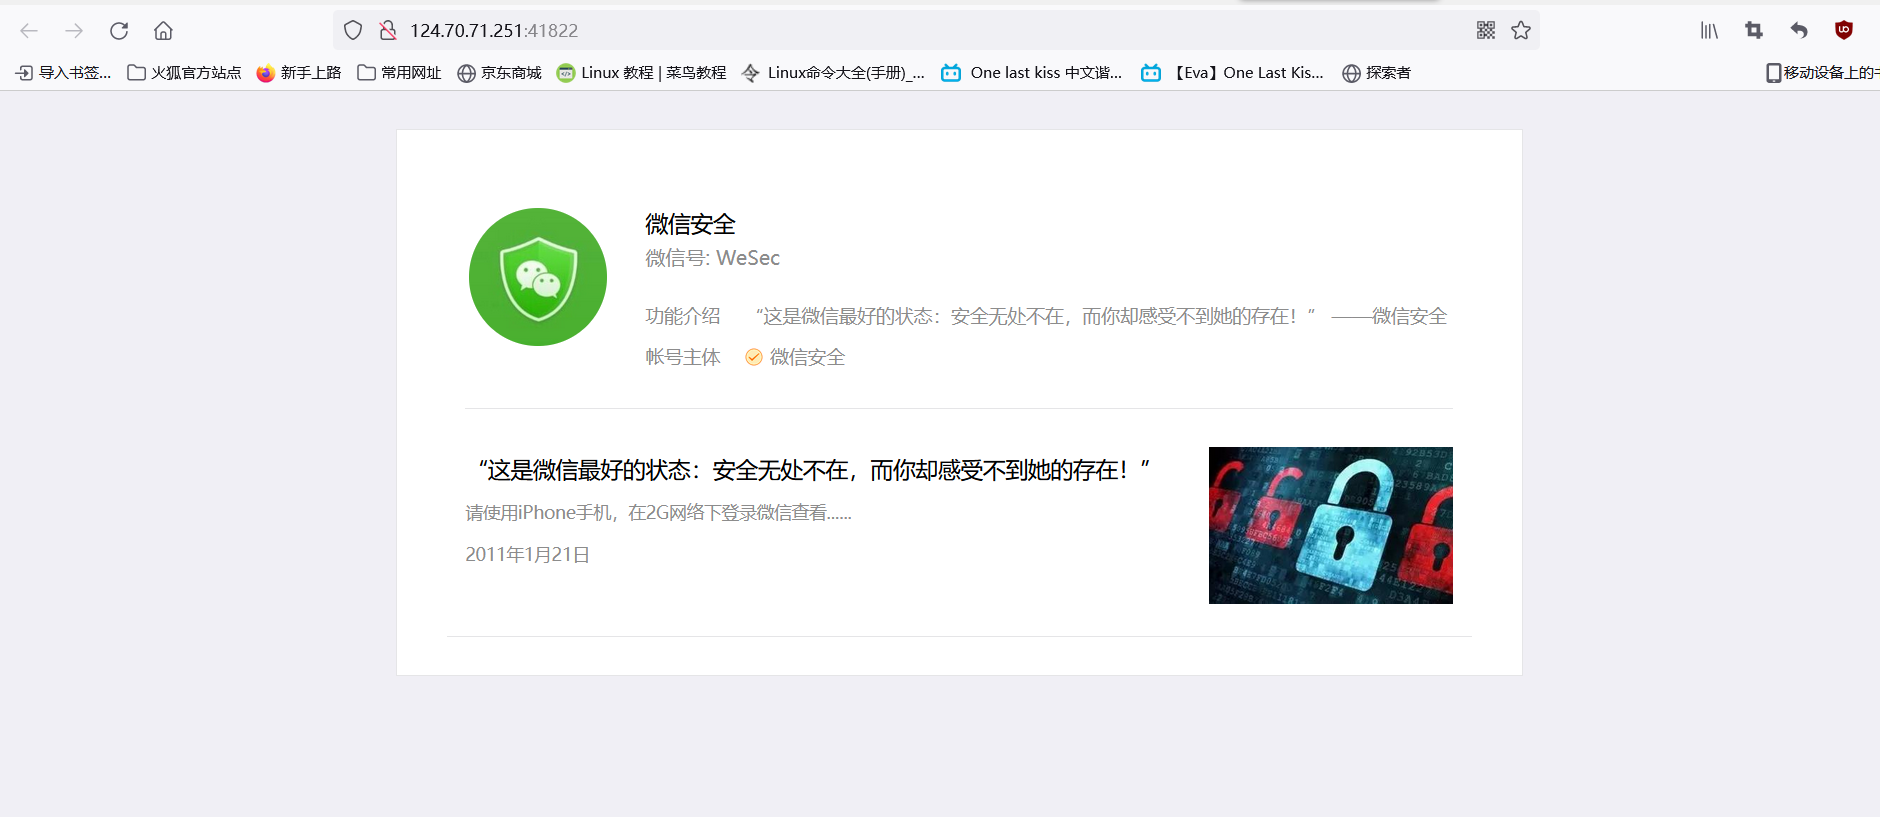 124.70.71.251:41822
导入书签... 火狐官方站点 新手上路 常用网址 京东商城 Linux 教程 | 菜鸟教程 Linux命令大全(手册)_... One last kiss 中文谐... 【Eva】One Last Kis... 探索者 移动设备上的
微信安全
微信号: WeSec
功能介绍 “这是微信最好的状态：安全无处不在，而你却感受不到她的存在！” ——微信安全
帐号主体 微信安全
“这是微信最好的状态：安全无处不在，而你却感受不到她的存在！”
请使用iPhone手机，在2G网络下登录微信查看......
2011年1月21日